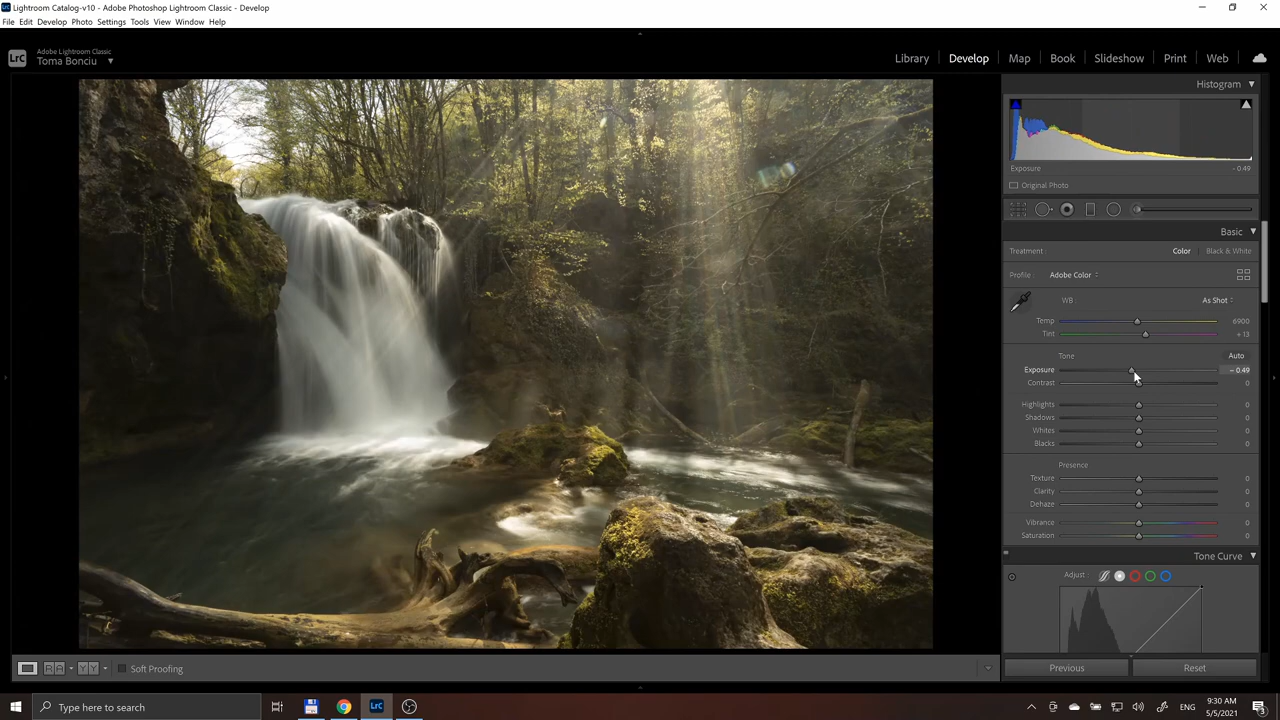 Lightroom Catalog-v10 - Adobe Photoshop Lightroom Classic - Develop
File Edit Develop Photo Settings Tools View Window Help
LrC
Adobe Lightroom Classic
Toma Bonciu
Library Develop Map Book Slideshow Print Web
Histogram
Exposure - 0.49
Original Photo
Basic
Treatment : Color Black & White
Profile : Adobe Color
WB : As Shot
Temp 6900
Tint + 13
Tone Auto
Exposure - 0.49
Contrast 0
Highlights 0
Shadows 0
Whites 0
Blacks 0
Presence
Texture 0
Clarity 0
Dehaze 0
Vibrance 0
Saturation 0
Tone Curve
Adjust :
Previous Reset
R A Y Y Soft Proofing
Type here to search
LrC
ENG
9:30 AM
5/5/2021
3